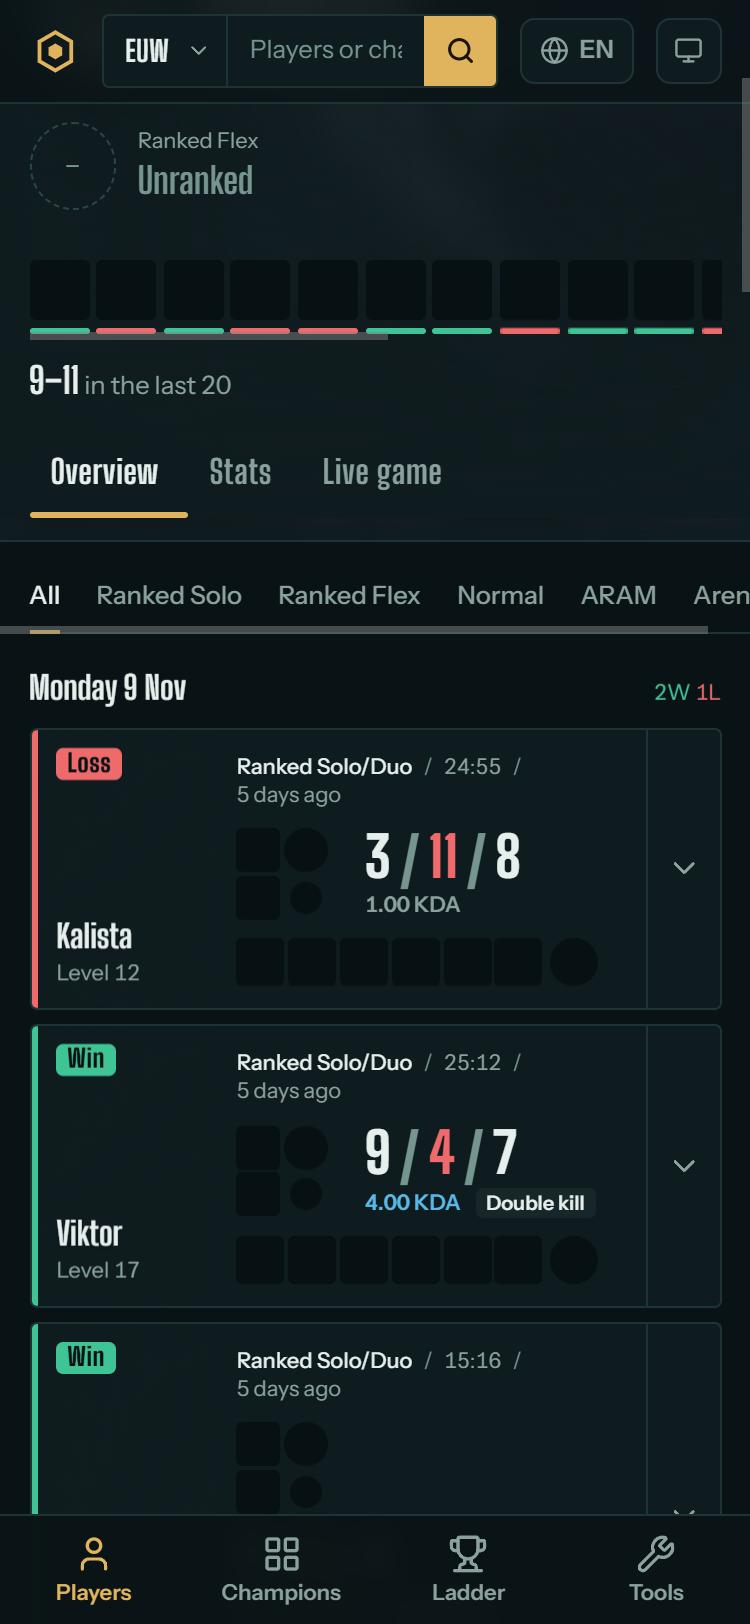 EUW
Players or cha
EN
–
Ranked Flex
Unranked
9–11 in the last 20
Overview Stats Live game
All Ranked Solo Ranked Flex Normal ARAM Aren
Monday 9 Nov
2W 1L
Loss
Ranked Solo/Duo / 24:55 /
5 days ago
3 / 11 / 8
1.00 KDA
Kalista
Level 12
Win
Ranked Solo/Duo / 25:12 /
5 days ago
9 / 4 / 7
4.00 KDA Double kill
Viktor
Level 17
Win
Ranked Solo/Duo / 15:16 /
5 days ago
Players Champions Ladder Tools